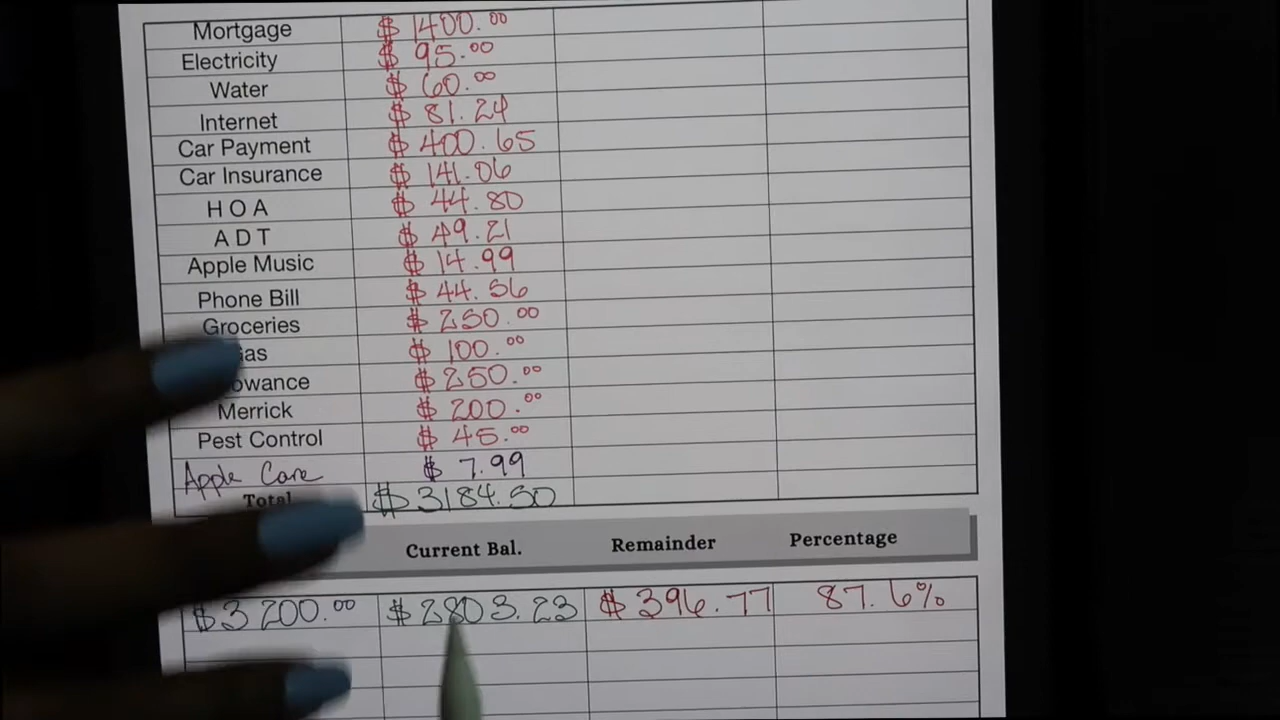 Mortgage $ 1400.00
Electricity $ 95.00
Water $ 60.00
Internet $ 81.24
Car Payment $ 400.65
Car Insurance $ 141.06
H O A $ 44.80
A D T $ 49.21
Apple Music $ 14.99
Phone Bill $ 44.56
Groceries $ 250.00
Gas $ 100.00
owance $ 250.00
Merrick $ 200.00
Pest Control $ 45.00
Apple Care $ 7.99
Total $ 3184.50
Current Bal. Remainder Percentage
$ 3200.00 $ 2803.23 $ 396.77 87.6%